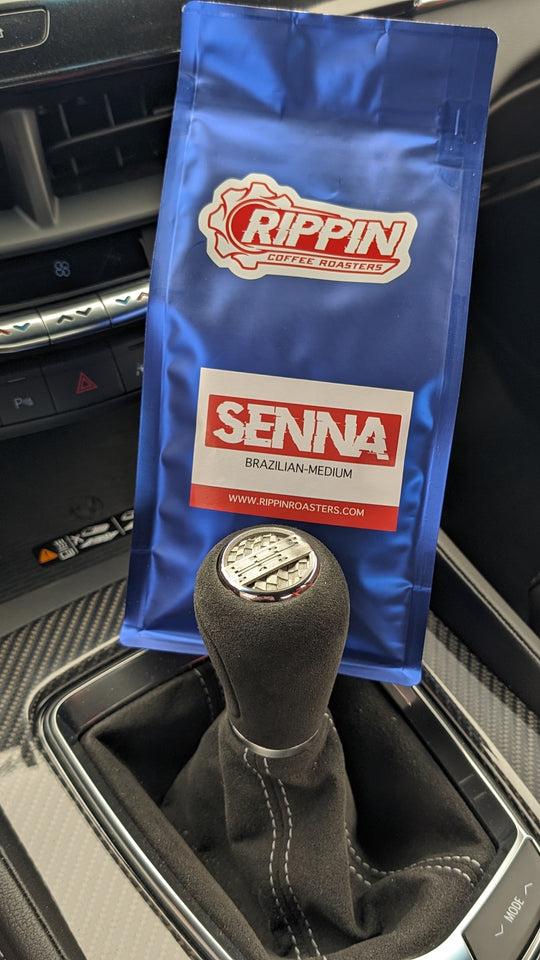 RIPPIN
COFFEE ROASTERS
SENNA
BRAZILIAN-MEDIUM
WWW.RIPPINROASTERS.COM
MODE